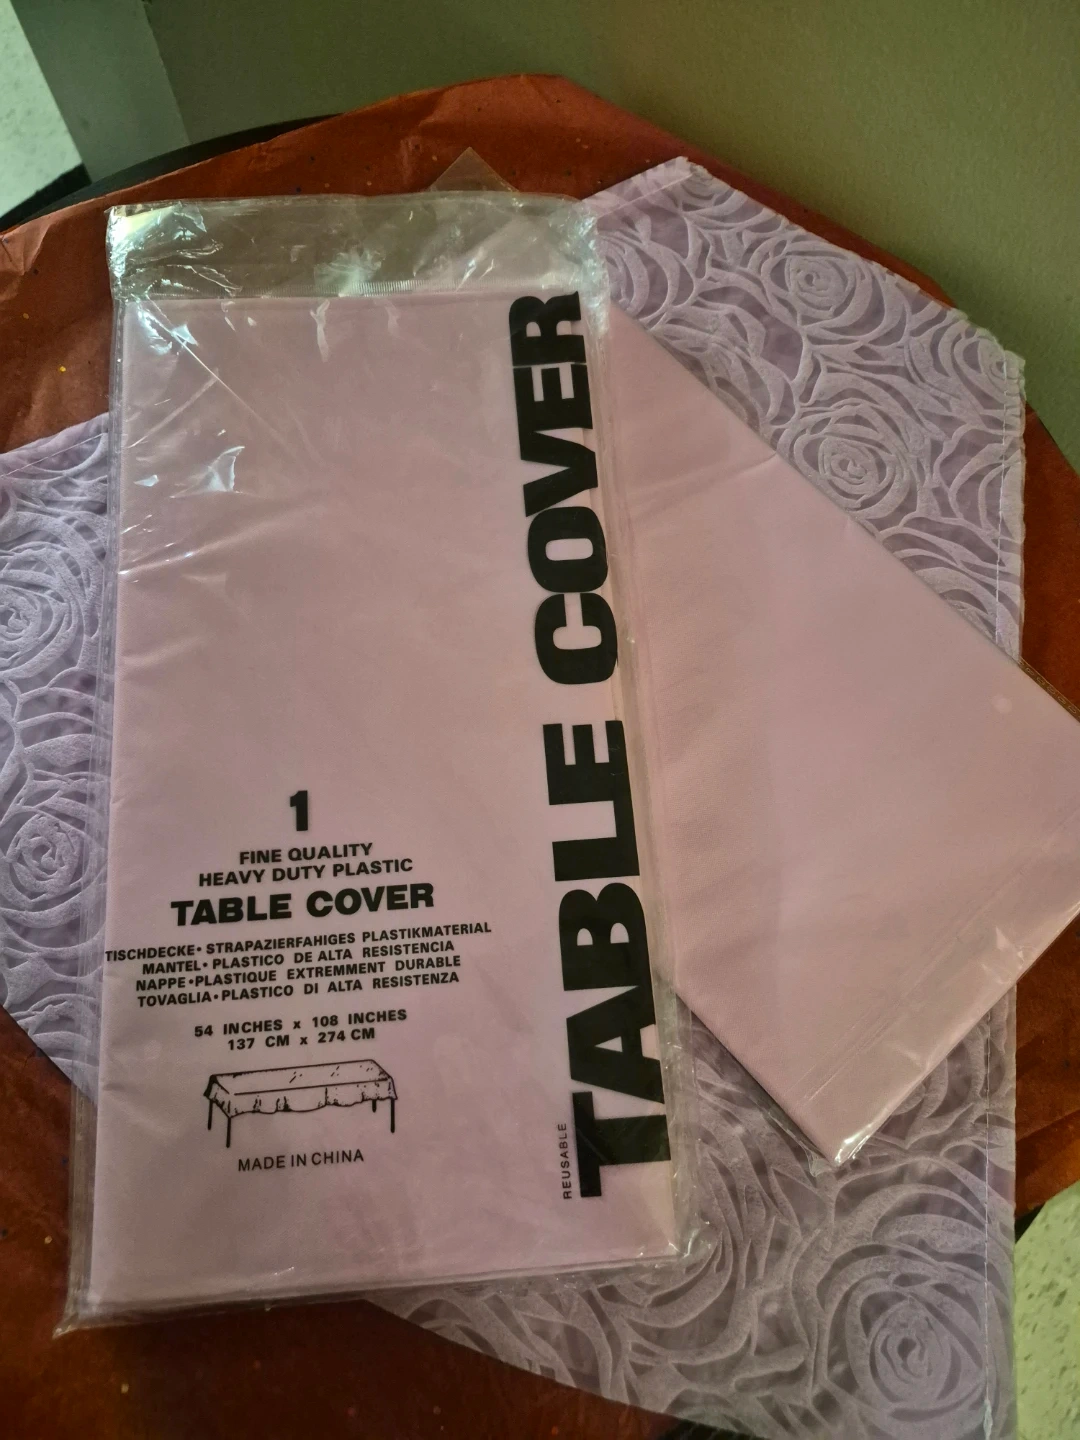 1
FINE QUALITY
HEAVY DUTY PLASTIC
TABLE COVER
TISCHDECKE • STRAPAZIERFAHIGES PLASTIKMATERIAL
MANTEL • PLASTICO DE ALTA RESISTENCIA
NAPPE • PLASTIQUE EXTREMMENT DURABLE
TOVAGLIA • PLASTICO DI ALTA RESISTENZA
54 INCHES x 108 INCHES
137 CM x 274 CM
MADE IN CHINA
REUSABLE
TABLE COVER